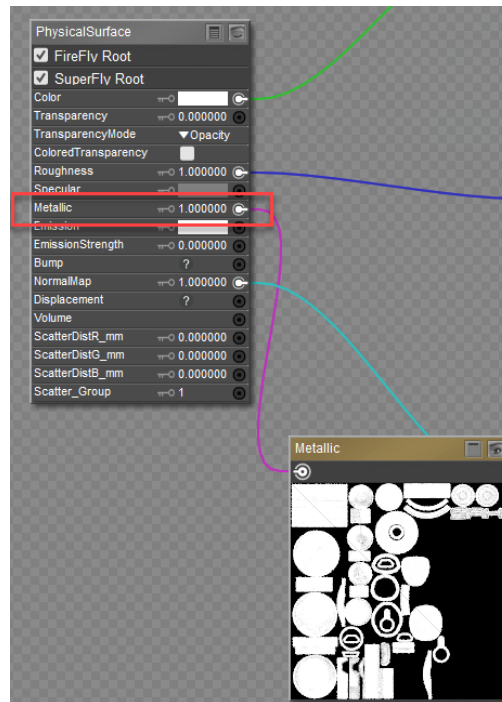 PhysicalSurface
FireFly Root
SuperFly Root
Color
Transparency 0.000000
TransparencyMode Opacity
ColoredTransparency
Roughness 1.000000
Specular
Metallic 1.000000
Emission
EmissionStrength 0.000000
Bump ?
NormalMap 1.000000
Displacement ?
Volume
ScatterDistR_mm 0.000000
ScatterDistG_mm 0.000000
ScatterDistB_mm 0.000000
Scatter_Group 1
Metallic